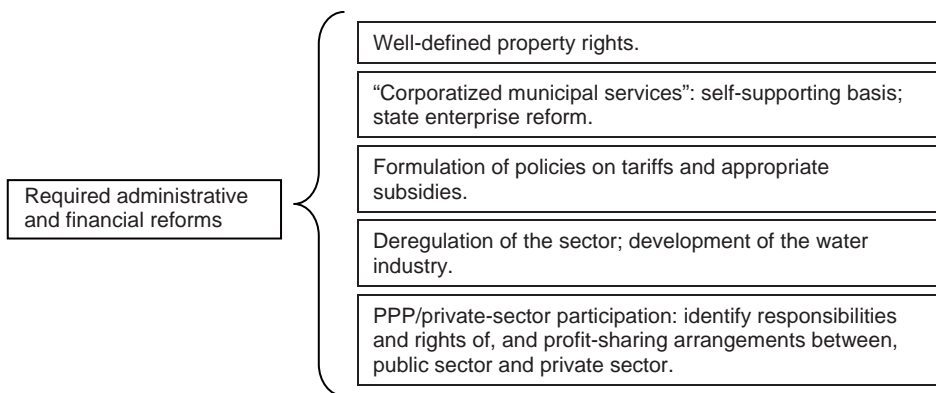 Required administrative
and financial reforms
Well-defined property rights.
“Corporatized municipal services”: self-supporting basis;
state enterprise reform.
Formulation of policies on tariffs and appropriate
subsidies.
Deregulation of the sector; development of the water
industry.
PPP/private-sector participation: identify responsibilities
and rights of, and profit-sharing arrangements between,
public sector and private sector.